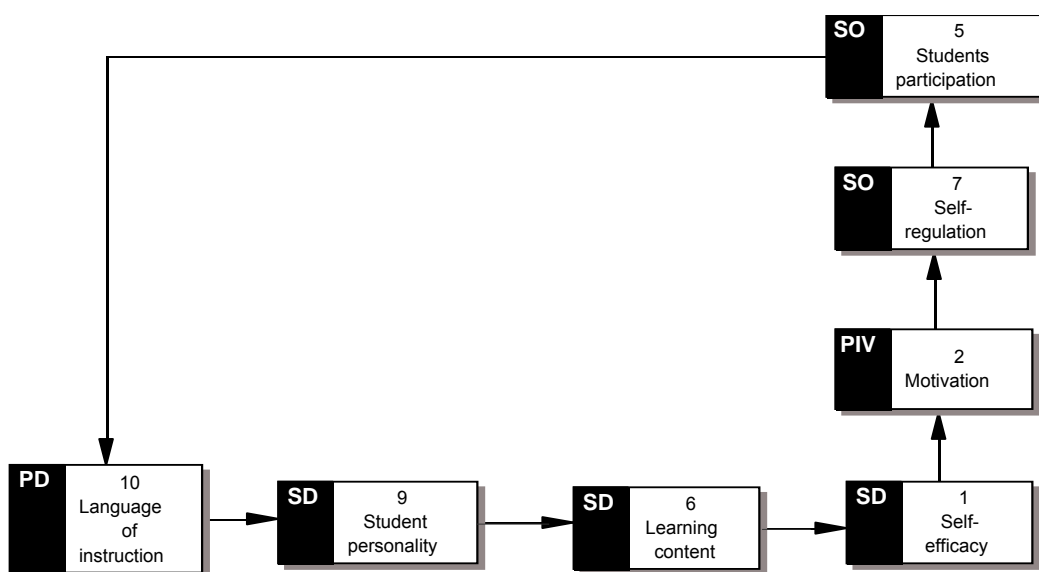 SO
5
Students
participation
SO
7
Self-
regulation
PIV
2
Motivation
PD
10
Language
of
instruction
SD
9
Student
personality
SD
6
Learning
content
SD
1
Self-
efficacy